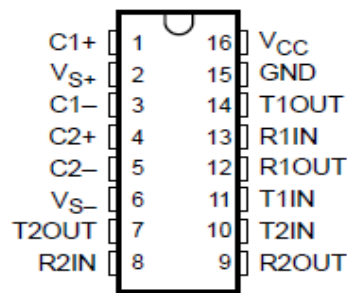 C1+ 1 16 VCC
VS+ 2 15 GND
C1– 3 14 T1OUT
C2+ 4 13 R1IN
C2– 5 12 R1OUT
VS– 6 11 T1IN
T2OUT 7 10 T2IN
R2IN 8 9 R2OUT